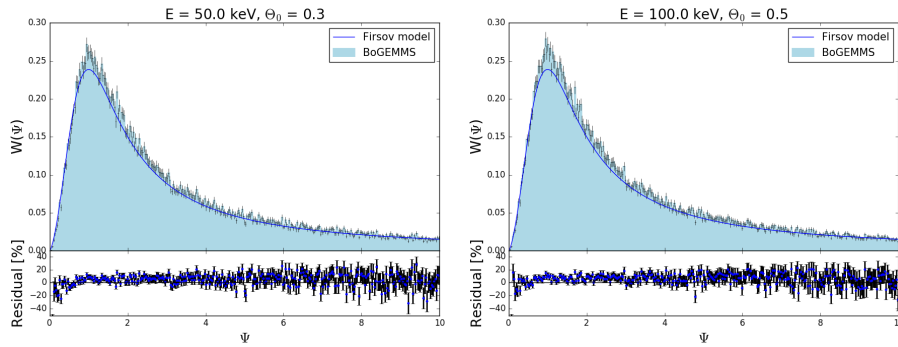 E = 50.0 keV, Θ₀ = 0.3
0.30
0.25
0.20
0.15
0.10
0.05
0.00
W(Ψ)
Firsov model
BoGEMMS
40
20
0
−20
−40
Residual [%]
0 2 4 6 8 10
Ψ
E = 100.0 keV, Θ₀ = 0.5
0.30
0.25
0.20
0.15
0.10
0.05
0.00
W(Ψ)
Firsov model
BoGEMMS
40
20
0
−20
−40
Residual [%]
0 2 4 6 8 10
Ψ